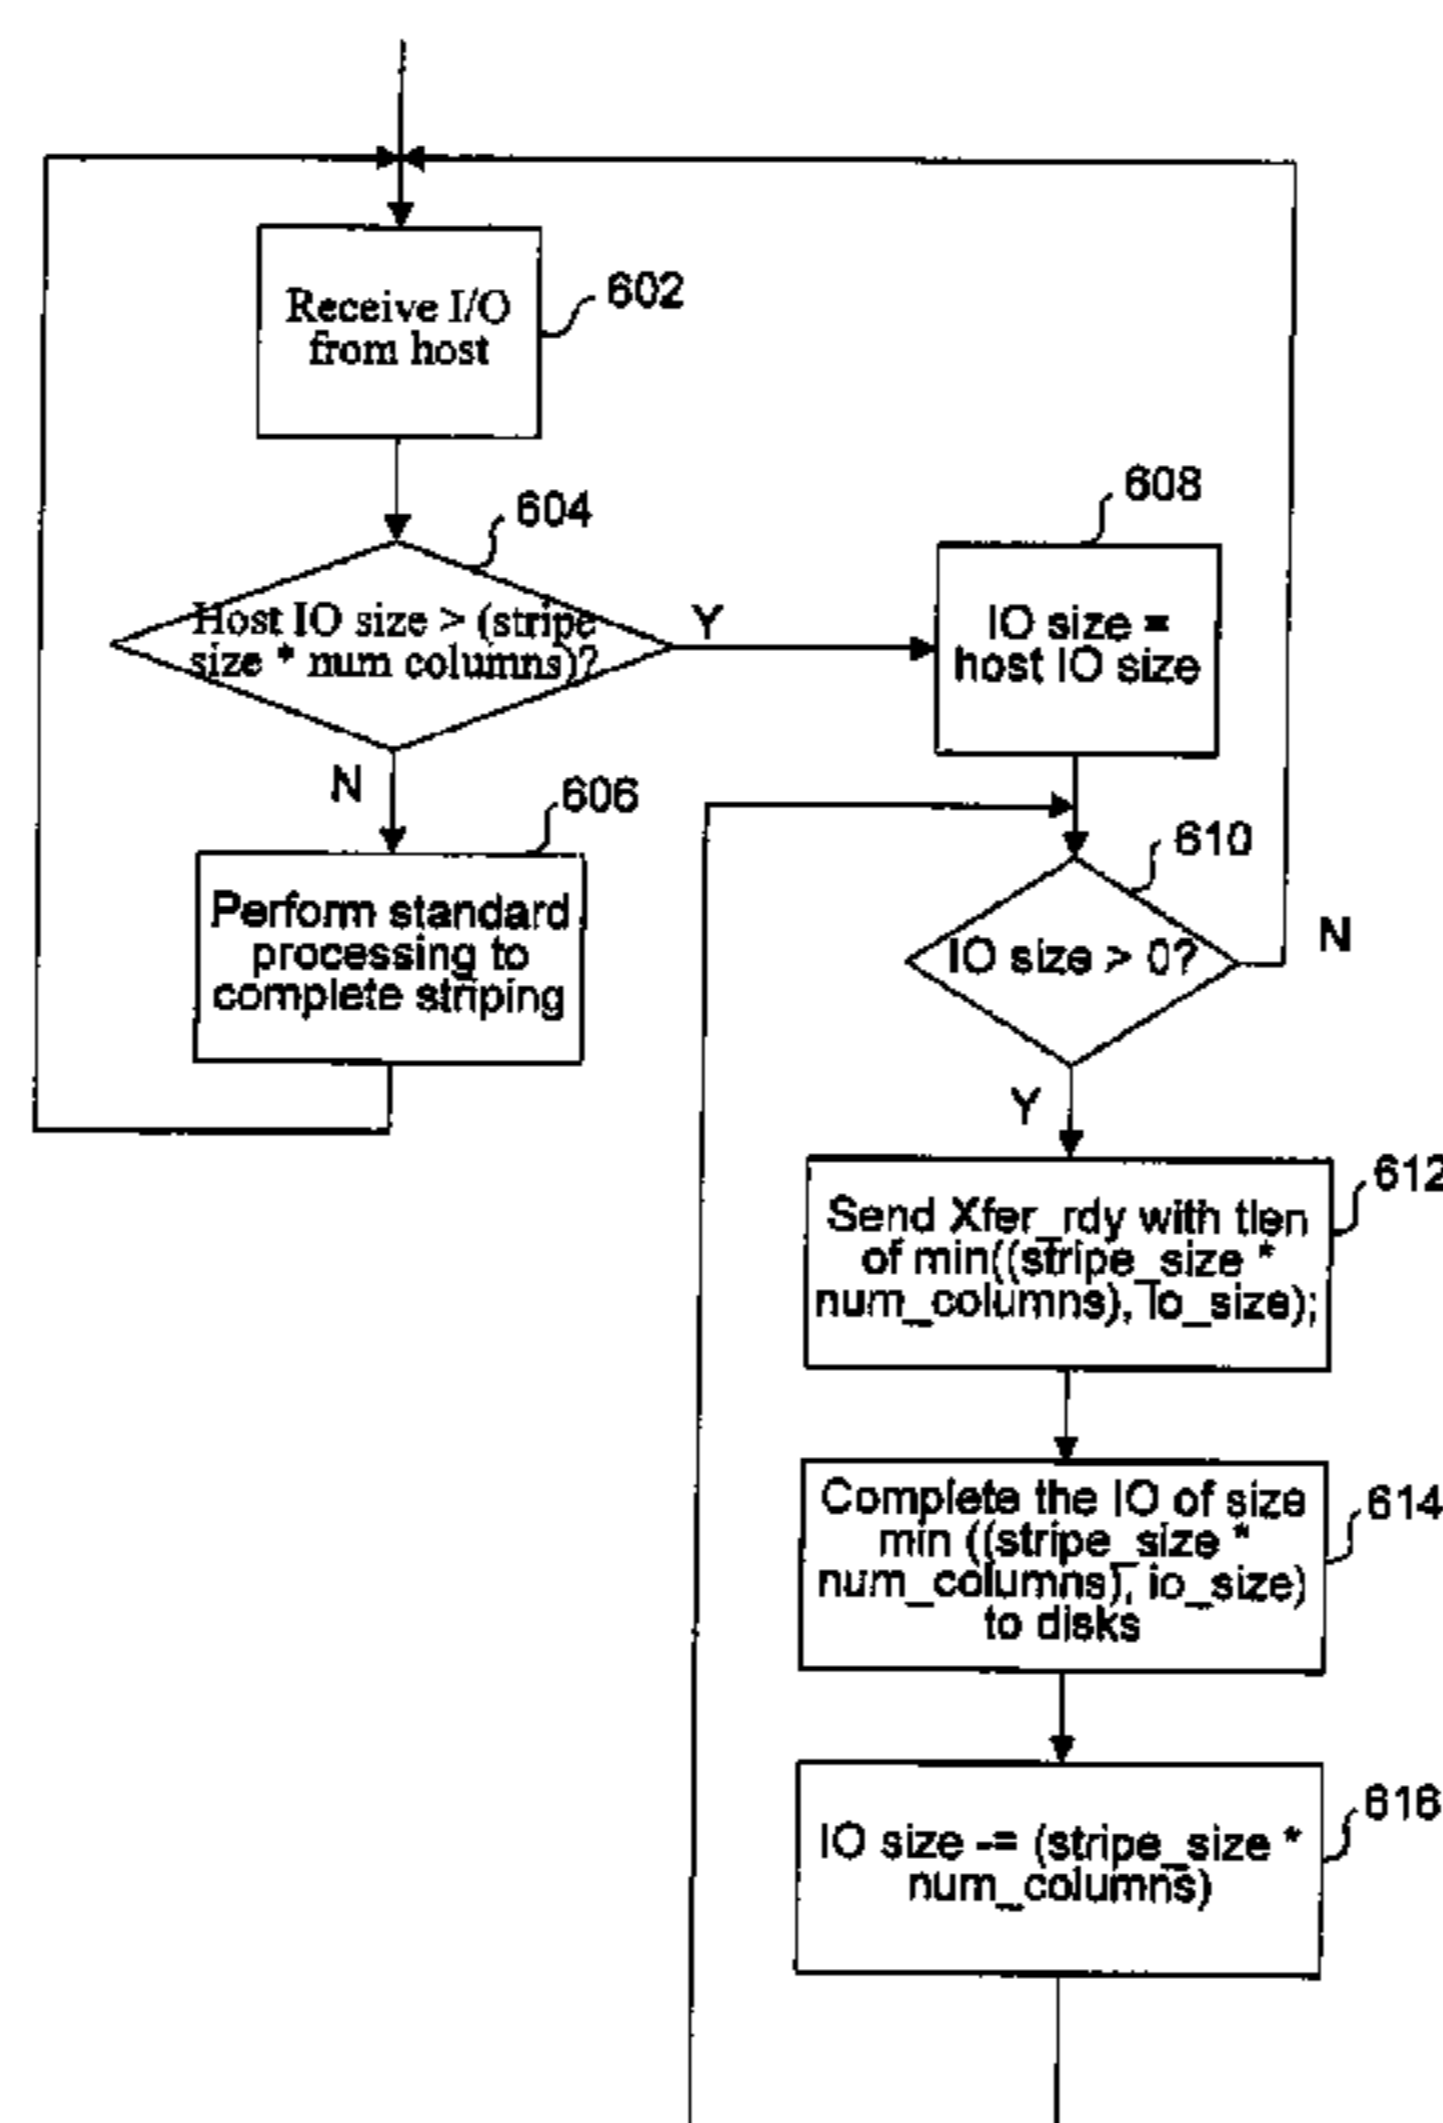 Receive I/O
from host
602
604
Host IO size > (stripe
size * num columns)?
Y
N
606
Perform standard
processing to
complete striping
608
IO size =
host IO size
610
IO size > 0?
N
Y
612
Send Xfer_rdy with tlen
of min((stripe_size *
num_columns), io_size);
614
Complete the IO of size
min ((stripe_size *
num_columns), io_size)
to disks
616
IO size -= (stripe_size *
num_columns)